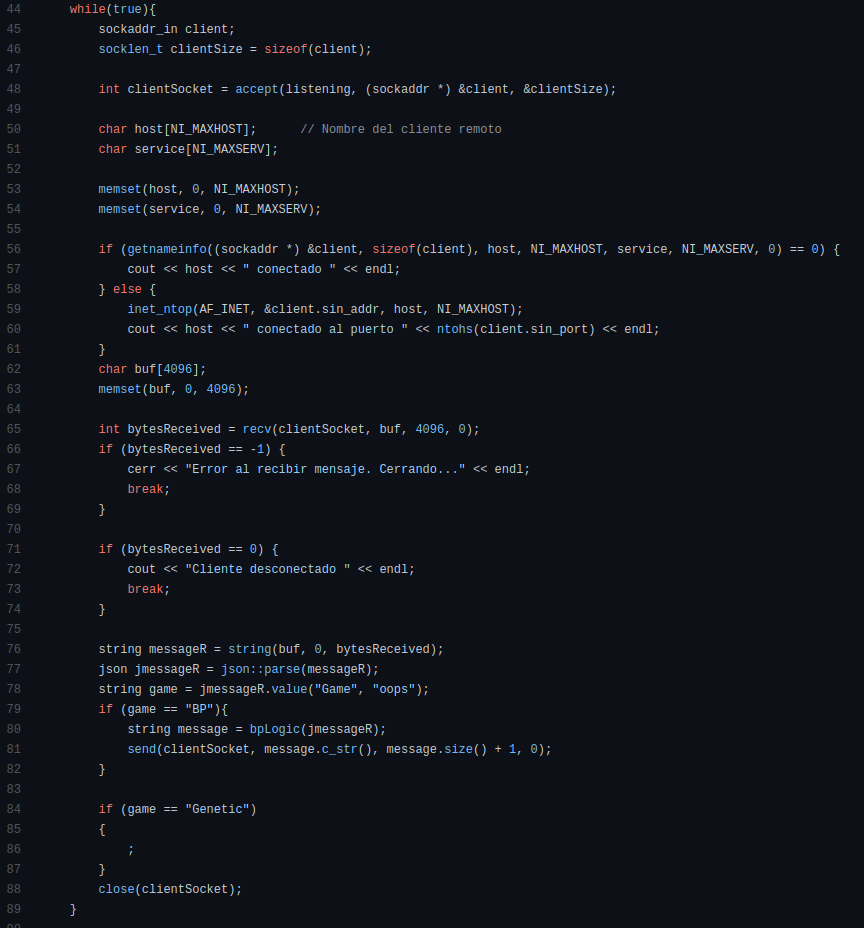 44 while(true){
45 sockaddr_in client;
46 socklen_t clientSize = sizeof(client);
47
48 int clientSocket = accept(listening, (sockaddr *) &client, &clientSize);
49
50 char host[NI_MAXHOST]; // Nombre del cliente remoto
51 char service[NI_MAXSERV];
52
53 memset(host, 0, NI_MAXHOST);
54 memset(service, 0, NI_MAXSERV);
55
56 if (getnameinfo((sockaddr *) &client, sizeof(client), host, NI_MAXHOST, service, NI_MAXSERV, 0) == 0) {
57 cout << host << " conectado " << endl;
58 } else {
59 inet_ntop(AF_INET, &client.sin_addr, host, NI_MAXHOST);
60 cout << host << " conectado al puerto " << ntohs(client.sin_port) << endl;
61 }
62 char buf[4096];
63 memset(buf, 0, 4096);
64
65 int bytesReceived = recv(clientSocket, buf, 4096, 0);
66 if (bytesReceived == -1) {
67 cerr << "Error al recibir mensaje. Cerrando..." << endl;
68 break;
69 }
70
71 if (bytesReceived == 0) {
72 cout << "Cliente desconectado " << endl;
73 break;
74 }
75
76 string messageR = string(buf, 0, bytesReceived);
77 json jmessageR = json::parse(messageR);
78 string game = jmessageR.value("Game", "oops");
79 if (game == "BP"){
80 string message = bpLogic(jmessageR);
81 send(clientSocket, message.c_str(), message.size() + 1, 0);
82 }
83
84 if (game == "Genetic")
85 {
86 ;
87 }
88 close(clientSocket);
89 }